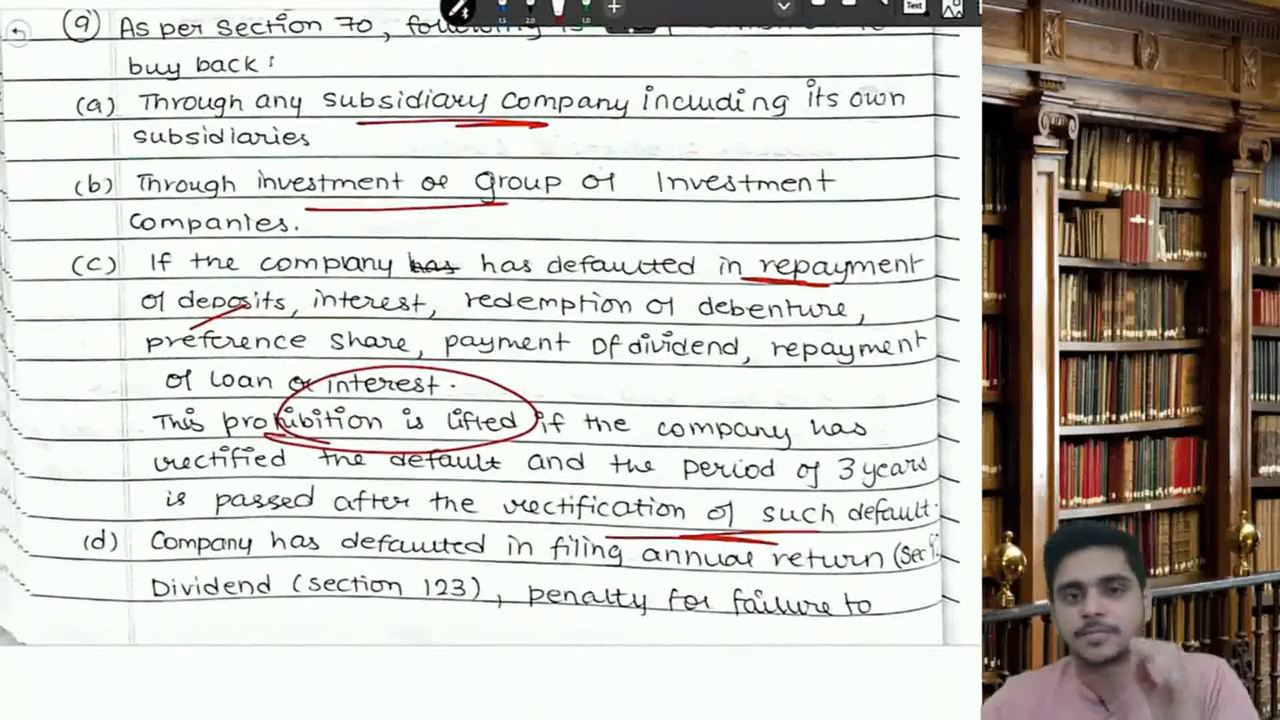 (9) As per Section 70, following is
buy back:
(a) Through any subsidiary company including its own
subsidiaries
(b) Through investment or group of Investment
Companies.
(c) If the company has has defaulted in repayment
of deposits, interest, redemption of debenture,
preference share, payment of dividend, repayment
of loan or interest.
This prohibition is lifted if the company has
rectified the default and the period of 3 years
is passed after the rectification of such default.
(d) Company has defaulted in filing annual return (Sec
Dividend (section 123), penalty for failure to
Text